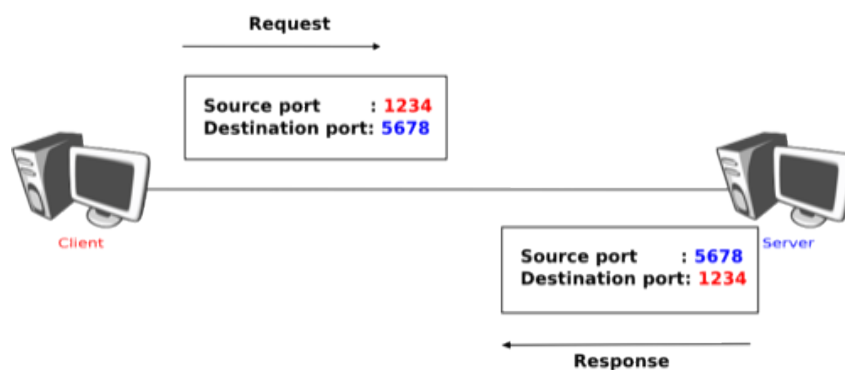 Request
Source port : 1234
Destination port: 5678
Client
Server
Source port : 5678
Destination port: 1234
Response